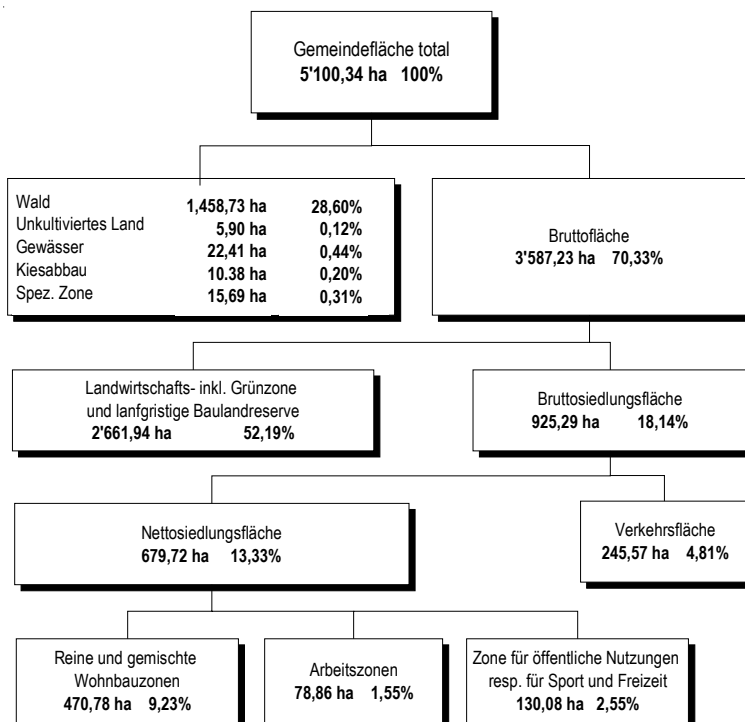 Gemeindefläche total
5'100,34 ha 100%
Wald 1,458,73 ha 28,60%
Unkultiviertes Land 5,90 ha 0,12%
Gewässer 22,41 ha 0,44%
Kiesabbau 10.38 ha 0,20%
Spez. Zone 15,69 ha 0,31%
Bruttofläche
3'587,23 ha 70,33%
Landwirtschafts- inkl. Grünzone
und lanfgristige Baulandreserve
2'661,94 ha 52,19%
Bruttosiedlungsfläche
925,29 ha 18,14%
Nettosiedlungsfläche
679,72 ha 13,33%
Verkehrsfläche
245,57 ha 4,81%
Reine und gemischte
Wohnbauzonen
470,78 ha 9,23%
Arbeitszonen
78,86 ha 1,55%
Zone für öffentliche Nutzungen
resp. für Sport und Freizeit
130,08 ha 2,55%